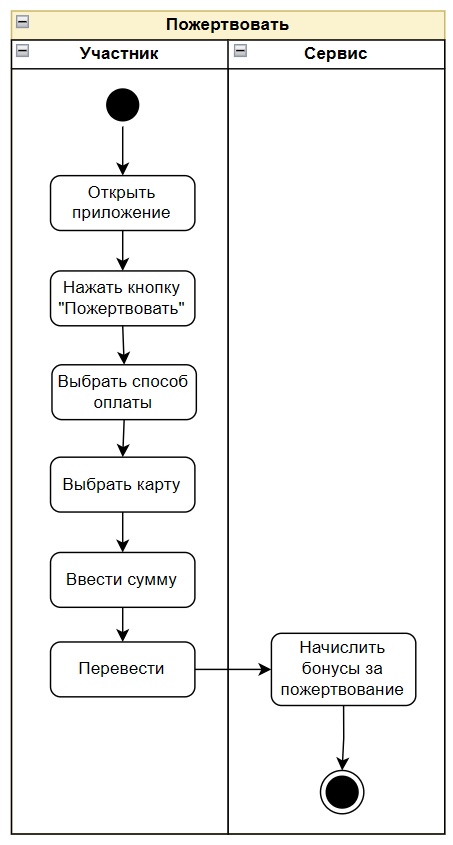 Пожертвовать
Участник
Сервис
Открыть
приложение
Нажать кнопку
"Пожертвовать"
Выбрать способ
оплаты
Выбрать карту
Ввести сумму
Перевести
Начислить
бонусы за
пожертвование